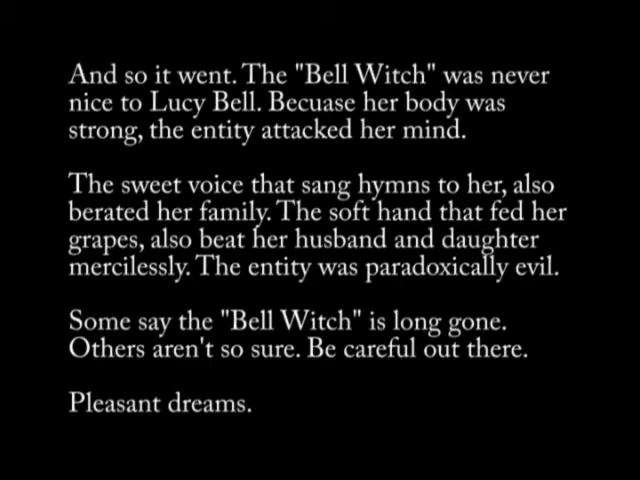 And so it went. The "Bell Witch" was never
nice to Lucy Bell. Becuase her body was
strong, the entity attacked her mind.
The sweet voice that sang hymns to her, also
berated her family. The soft hand that fed her
grapes, also beat her husband and daughter
mercilessly. The entity was paradoxically evil.
Some say the "Bell Witch" is long gone.
Others aren't so sure. Be careful out there.
Pleasant dreams.